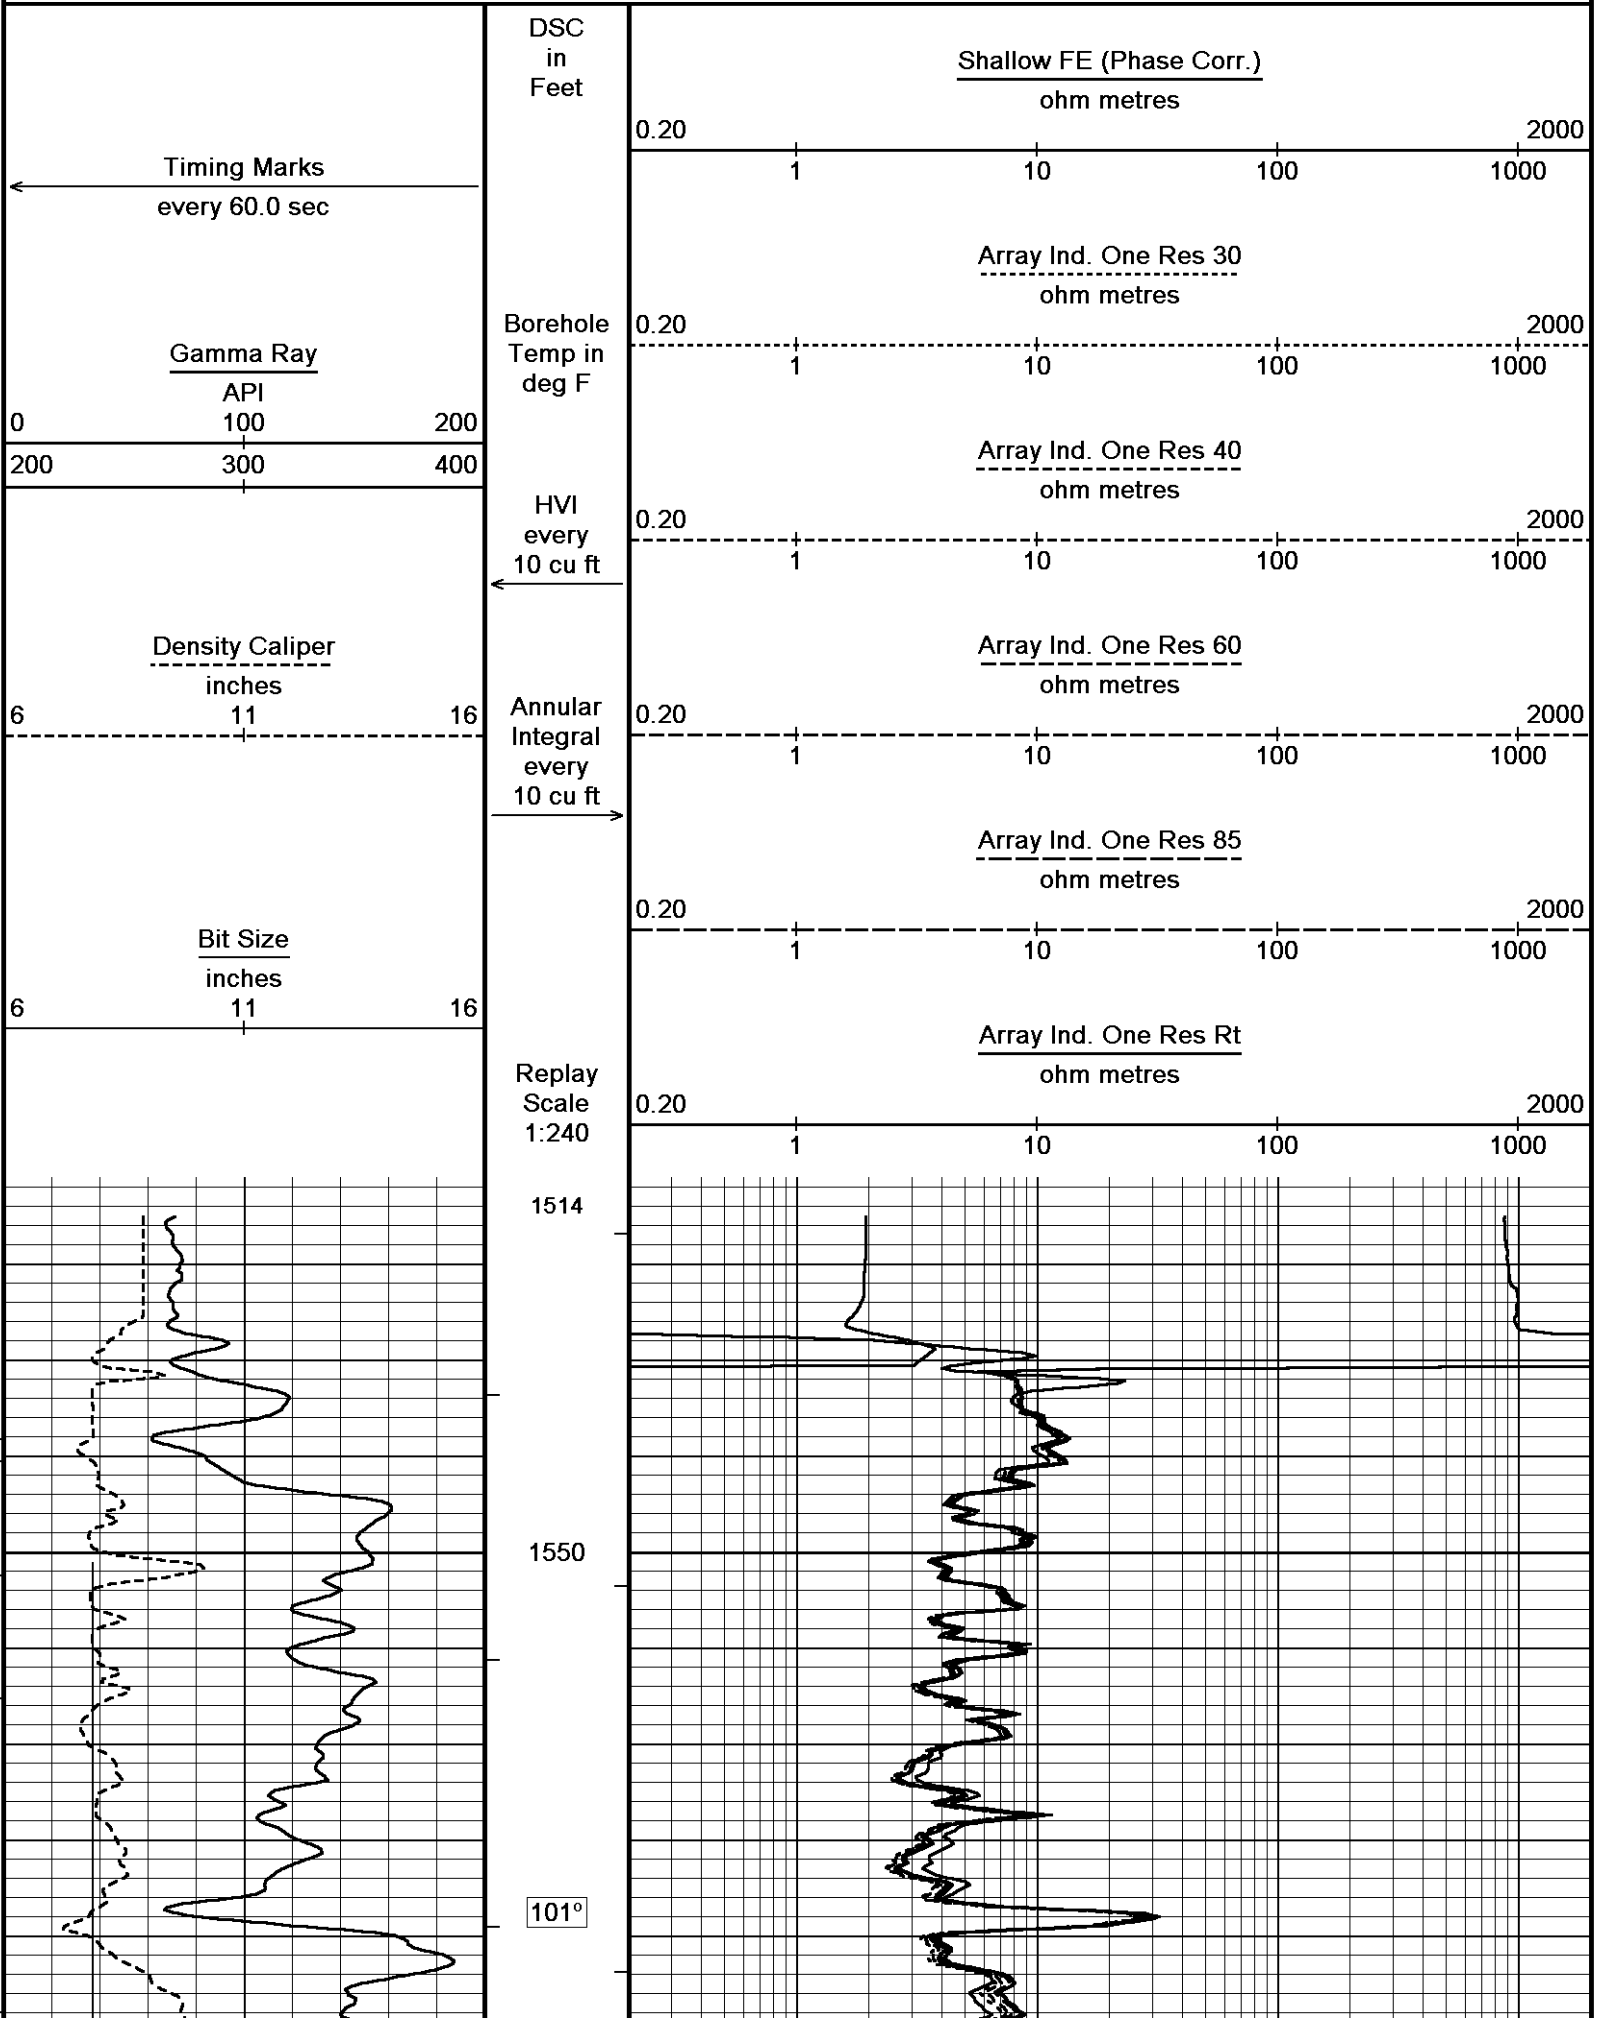 Timing Marks
every 60.0 sec
Gamma Ray
API
0 100 200
200 300 400
Density Caliper
inches
6 11 16
Bit Size
inches
6 11 16
DSC
in
Feet
Borehole
Temp in
deg F
HVI
every
10 cu ft
Annular
Integral
every
10 cu ft
Replay
Scale
1:240
1514
1550
101º
Shallow FE (Phase Corr.)
ohm metres
0.20 2000
1 10 100 1000
Array Ind. One Res 30
ohm metres
0.20 2000
1 10 100 1000
Array Ind. One Res 40
ohm metres
0.20 2000
1 10 100 1000
Array Ind. One Res 60
ohm metres
0.20 2000
1 10 100 1000
Array Ind. One Res 85
ohm metres
0.20 2000
1 10 100 1000
Array Ind. One Res Rt
ohm metres
0.20 2000
1 10 100 1000